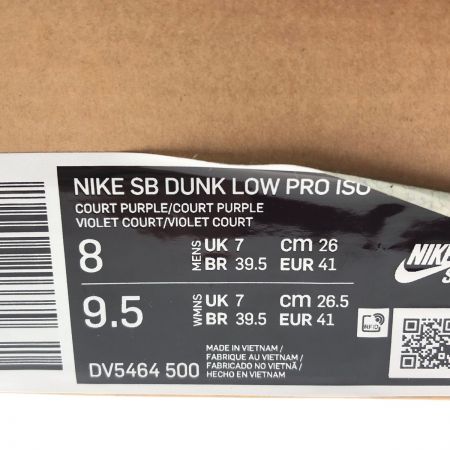 NIKE SB DUNK LOW PRO ISO
COURT PURPLE/COURT PURPLE
VIOLET COURT/VIOLET COURT
8 MENS UK 7 cm 26
BR 39.5 EUR 41
9.5 WMNS UK 7 cm 26.5
BR 39.5 EUR 41
NIKE
RFID
DV5464 500
MADE IN VIETNAM /
FABRIQUE AU VIETNAM /
FABRICADO NO VIETNÃ /
HECHO EN VIETNAM